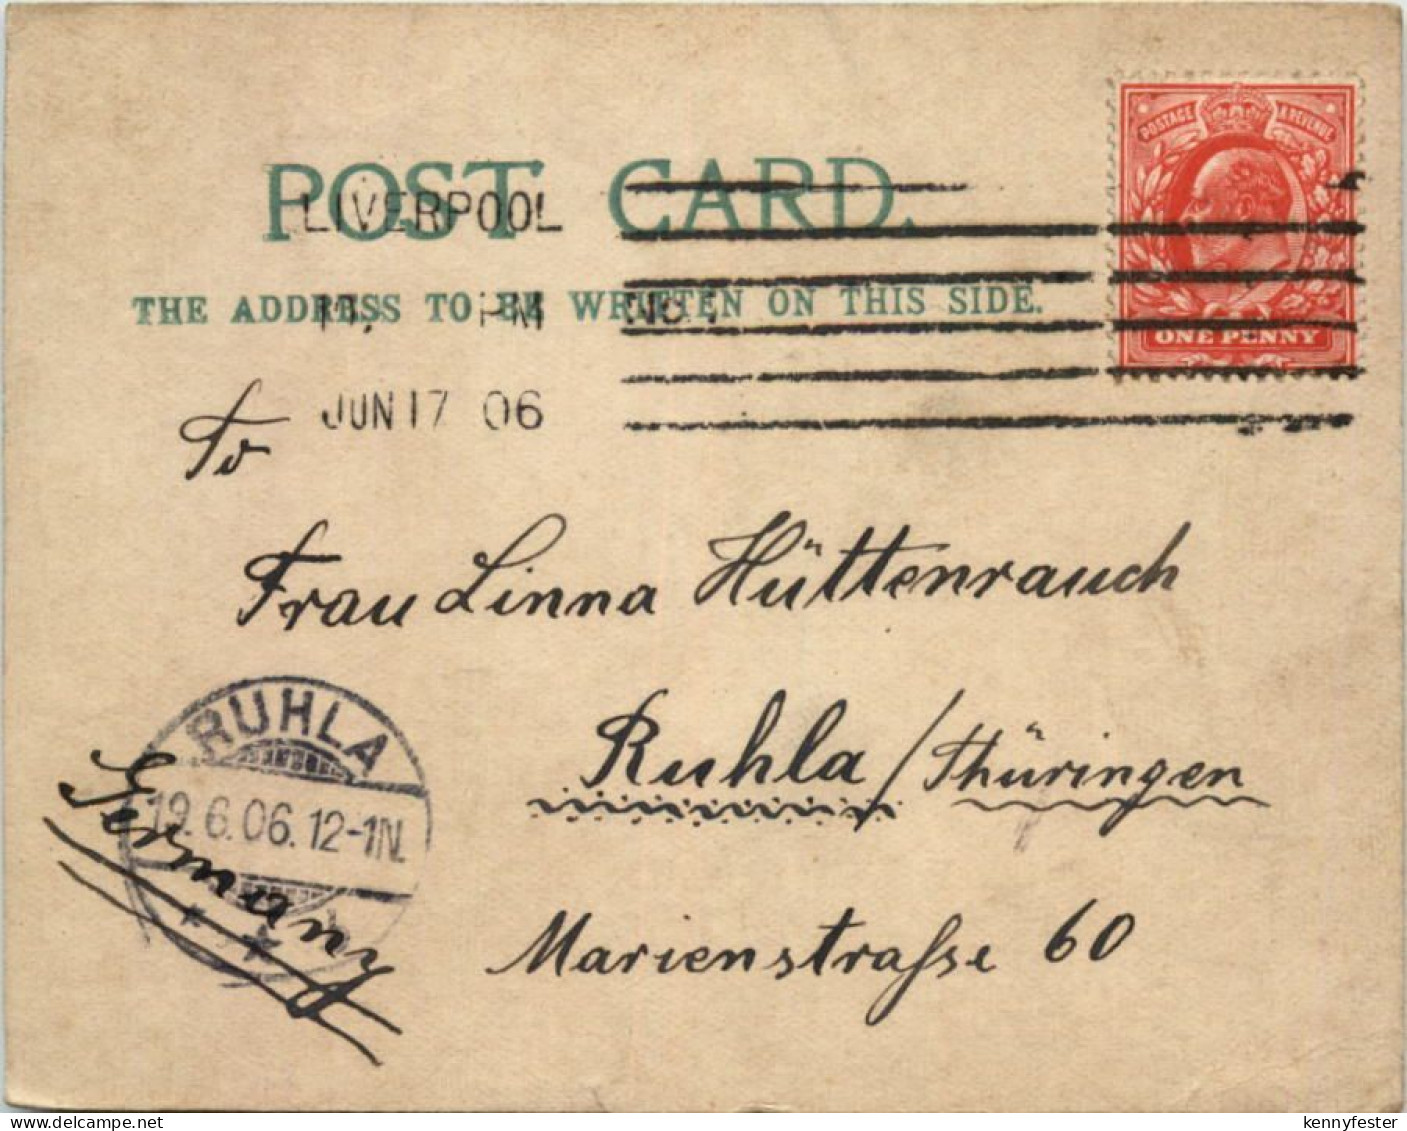 POSTAGE & REVENUE
POST CARD.
LIVERPOOL
THE ADDRESS TO BE WRITTEN ON THIS SIDE.
PM
ONE PENNY
JUN 17 06
To
Frau Linna Hüttenrauch
RUHLA
Ruhla / Thüringen
19.6.06.12-1N.
Germany
Marienstraſse 60
kennyfester